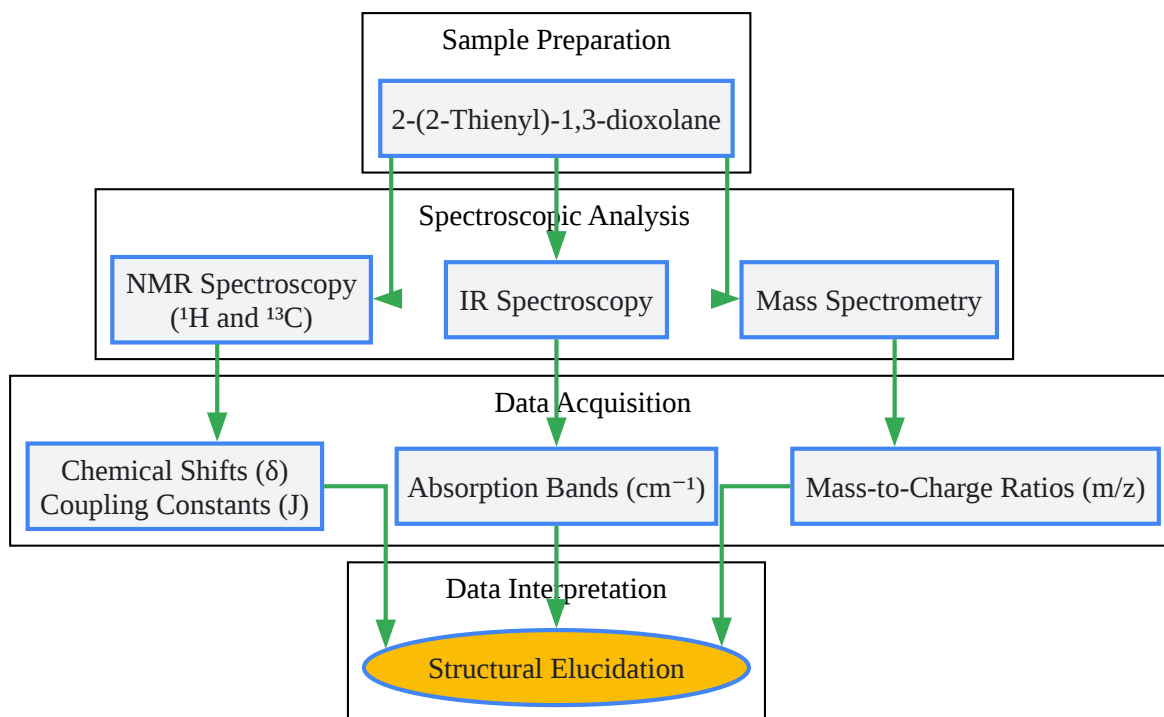 Sample Preparation
2-(2-Thienyl)-1,3-dioxolane
Spectroscopic Analysis
NMR Spectroscopy
(¹H and ¹³C)
IR Spectroscopy
Mass Spectrometry
Data Acquisition
Chemical Shifts (δ)
Coupling Constants (J)
Absorption Bands (cm⁻¹)
Mass-to-Charge Ratios (m/z)
Data Interpretation
Structural Elucidation